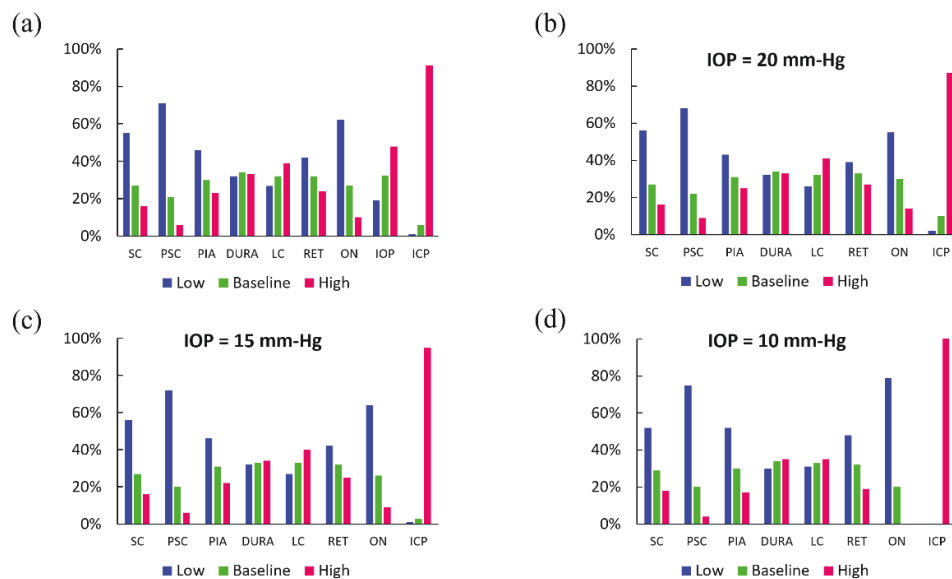 (a)
100%
80%
60%
40%
20%
0%
SC PSC PIA DURA LC RET ON IOP ICP
Low Baseline High
(b)
IOP = 20 mm-Hg
100%
80%
60%
40%
20%
0%
SC PSC PIA DURA LC RET ON ICP
Low Baseline High
(c)
IOP = 15 mm-Hg
100%
80%
60%
40%
20%
0%
SC PSC PIA DURA LC RET ON ICP
Low Baseline High
(d)
IOP = 10 mm-Hg
100%
80%
60%
40%
20%
0%
SC PSC PIA DURA LC RET ON ICP
Low Baseline High